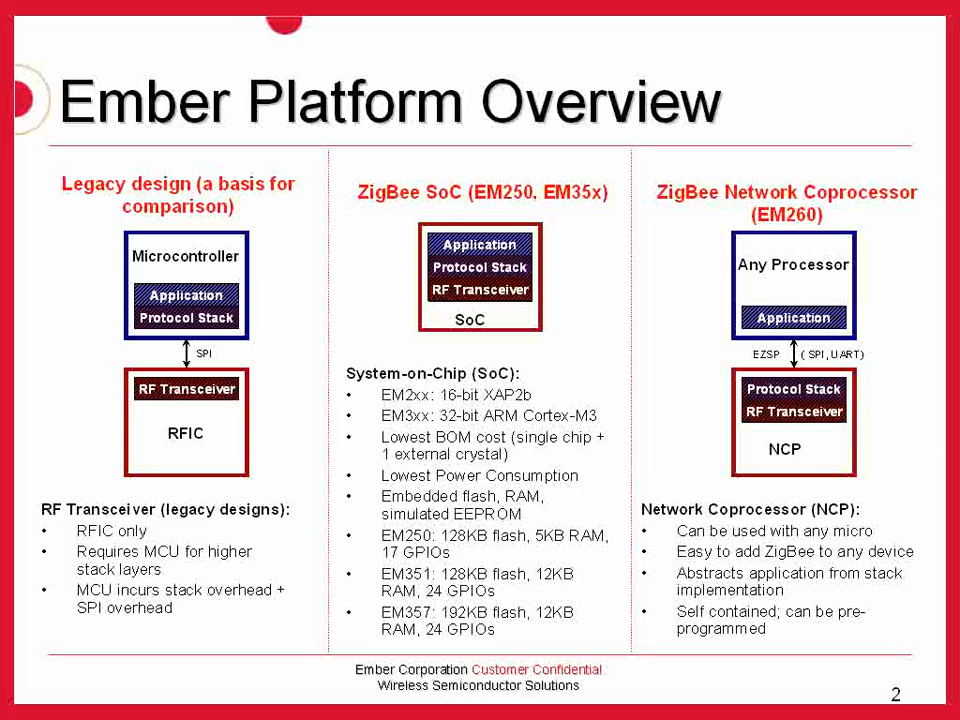 Ember Platform Overview
Legacy design (a basis for
comparison)
Microcontroller
Application
Protocol Stack
SPI
RF Transceiver
RFIC
RF Transceiver (legacy designs):
• RFIC only
• Requires MCU for higher
stack layers
• MCU incurs stack overhead +
SPI overhead
ZigBee SoC (EM250, EM35x)
Application
Protocol Stack
RF Transceiver
SoC
System-on-Chip (SoC):
• EM2xx: 16-bit XAP2b
• EM3xx: 32-bit ARM Cortex-M3
• Lowest BOM cost (single chip +
1 external crystal)
• Lowest Power Consumption
• Embedded flash, RAM,
simulated EEPROM
• EM250: 128KB flash, 5KB RAM,
17 GPIOs
• EM351: 128KB flash, 12KB
RAM, 24 GPIOs
• EM357: 192KB flash, 12KB
RAM, 24 GPIOs
ZigBee Network Coprocessor
(EM260)
Any Processor
Application
EZSP ( SPI, UART)
Protocol Stack
RF Transceiver
NCP
Network Coprocessor (NCP):
• Can be used with any micro
• Easy to add ZigBee to any device
• Abstracts application from stack
implementation
• Self contained; can be pre-
programmed
Ember Corporation Customer Confidential
Wireless Semiconductor Solutions
2